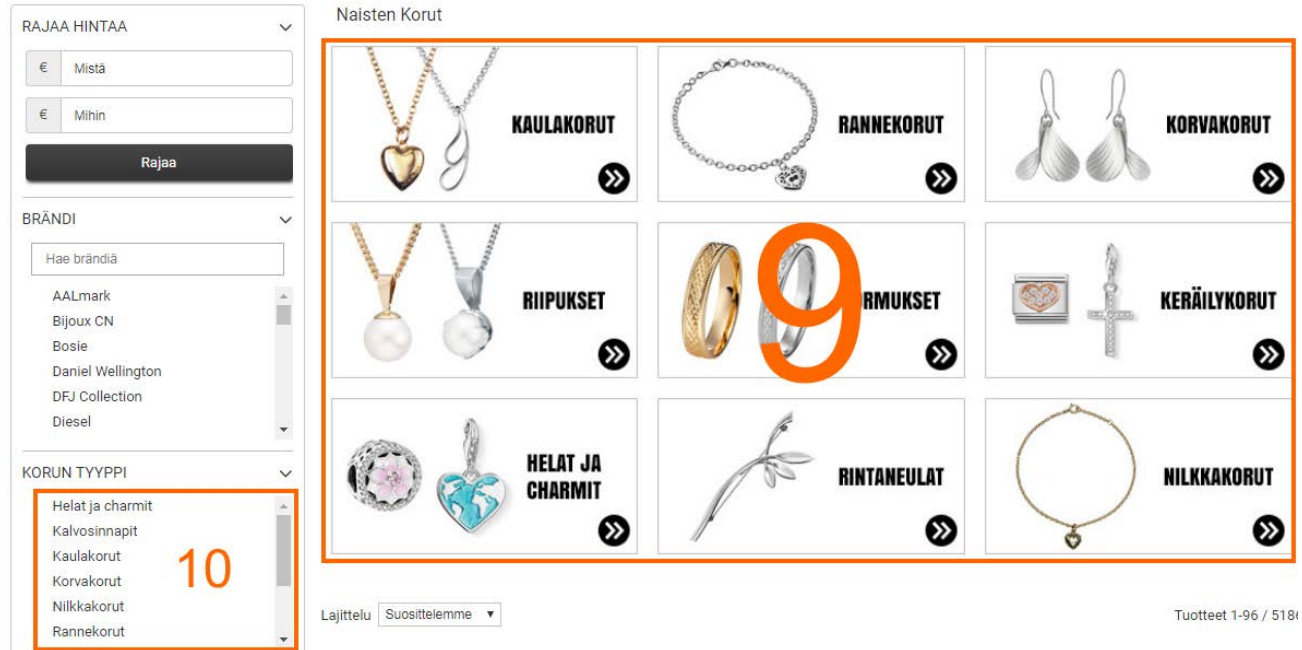 RAJAA HINTAA
€ Mistä
€ Mihin
Rajaa
BRÄNDI
Hae brändiä
AALmark
Bijoux CN
Bosie
Daniel Wellington
DFJ Collection
Diesel
KORUN TYYPPI
Helat ja charmit
Kalvosinnapit
Kaulakorut
Korvakorut
Nilkkakorut
Rannekorut
10
Naisten Korut
KAULAKORUT
RANNEKORUT
KORVAKORUT
RIIPUKSET
9
RMUKSET
KERÄILYKORUT
HELAT JA
CHARMIT
RINTANEULAT
NILKKAKORUT
Lajittelu Suosittelemme
Tuotteet 1-96 / 5186